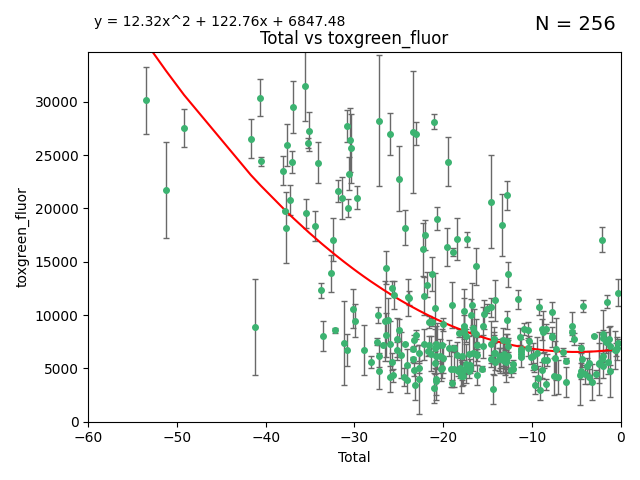 y = 12.32x^2 + 122.76x + 6847.48
N = 256
Total vs toxgreen_fluor
toxgreen_fluor
30000
25000
20000
15000
10000
5000
0
−60
−50
−40
−30
−20
−10
0
Total